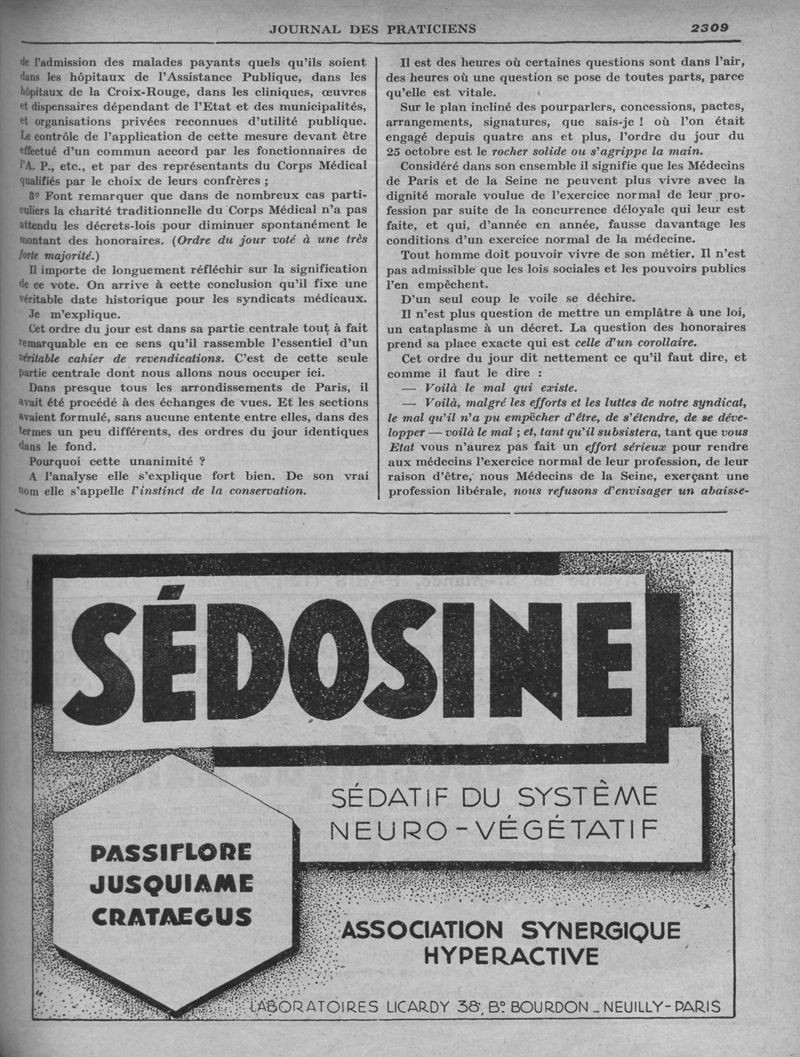 JOURNAL DES PRATICIENS
2309
de l'admission des malades payants quels qu'ils soient
dans les hôpitaux de l'Assistance Publique, dans les
hôpitaux de la Croix-Rouge, dans les cliniques, œuvres
et dispensaires dépendant de l'Etat et des municipalités,
et organisations privées reconnues d'utilité publique.
Le contrôle de l'application de cette mesure devant être
effectué d'un commun accord par les fonctionnaires de
l'A. P., etc., et par des représentants du Corps Médical
qualifiés par le choix de leurs confrères ;
8º Font remarquer que dans de nombreux cas parti-
culiers la charité traditionnelle du Corps Médical n'a pas
attendu les décrets-lois pour diminuer spontanément le
montant des honoraires. (Ordre du jour voté à une très
forte majorité.)
Il importe de longuement réfléchir sur la signification
de ce vote. On arrive à cette conclusion qu'il fixe une
véritable date historique pour les syndicats médicaux.
Je m'explique.
Cet ordre du jour est dans sa partie centrale tout à fait
remarquable en ce sens qu'il rassemble l'essentiel d'un
véritable cahier de revendications. C'est de cette seule
partie centrale dont nous allons nous occuper ici.
Dans presque tous les arrondissements de Paris, il
avait été procédé à des échanges de vues. Et les sections
avaient formulé, sans aucune entente entre elles, dans des
termes un peu différents, des ordres du jour identiques
dans le fond.
Pourquoi cette unanimité ?
A l'analyse elle s'explique fort bien. De son vrai
nom elle s'appelle l'instinct de la conservation.
Il est des heures où certaines questions sont dans l'air,
des heures où une question se pose de toutes parts, parce
qu'elle est vitale.
Sur le plan incliné des pourparlers, concessions, pactes,
arrangements, signatures, que sais-je ! où l'on était
engagé depuis quatre ans et plus, l'ordre du jour du
25 octobre est le rocher solide ou s'agrippe la main.
Considéré dans son ensemble il signifie que les Médecins
de Paris et de la Seine ne peuvent plus vivre avec la
dignité morale voulue de l'exercice normal de leur pro-
fession par suite de la concurrence déloyale qui leur est
faite, et qui, d'année en année, fausse davantage les
conditions d'un exercice normal de la médecine.
Tout homme doit pouvoir vivre de son métier. Il n'est
pas admissible que les lois sociales et les pouvoirs publics
l'en empêchent.
D'un seul coup le voile se déchire.
Il n'est plus question de mettre un emplâtre à une loi,
un cataplasme à un décret. La question des honoraires
prend sa place exacte qui est celle d'un corollaire.
Cet ordre du jour dit nettement ce qu'il faut dire, et
comme il faut le dire :
— Voilà le mal qui existe.
— Voilà, malgré les efforts et les luttes de notre syndicat,
le mal qu'il n'a pu empêcher d'être, de s'étendre, de se déve-
lopper — voilà le mal ; et, tant qu'il subsistera, tant que vous
Etat vous n'aurez pas fait un effort sérieux pour rendre
aux médecins l'exercice normal de leur profession, de leur
raison d'être, nous Médecins de la Seine, exerçant une
profession libérale, nous refusons d'envisager un abaisse-
SÉDOSINE
SÉDATIF DU SYSTÊME
NEURO-VÉGÉTATIF
PASSIFLORE
JUSQUIAME
CRATAEGUS
ASSOCIATION SYNERGIQUE
HYPERACTIVE
LABORATOIRES LICARDY 38, Bd BOURDON _ NEUILLY-PARIS